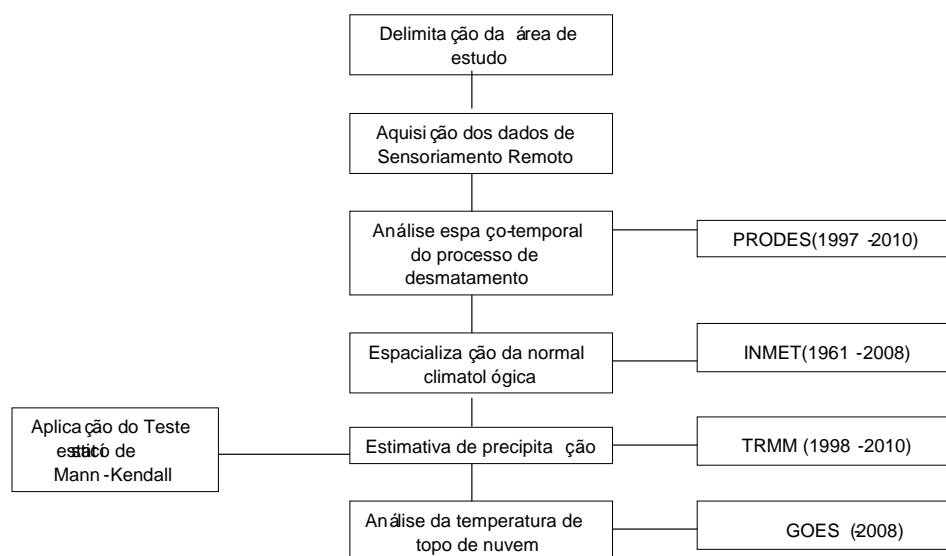 Delimitação da área de
estudo
Aquisição dos dados de
Sensoriamento Remoto
Análise espaço-temporal
do processo de
desmatamento
PRODES(1997 -2010)
Espacialização da normal
climatológica
INMET(1961 -2008)
Aplicação do Teste
de
Mann-Kendall
Estimativa de precipitação
TRMM (1998 -2010)
Análise da temperatura de
topo de nuvem
GOES (-2008)